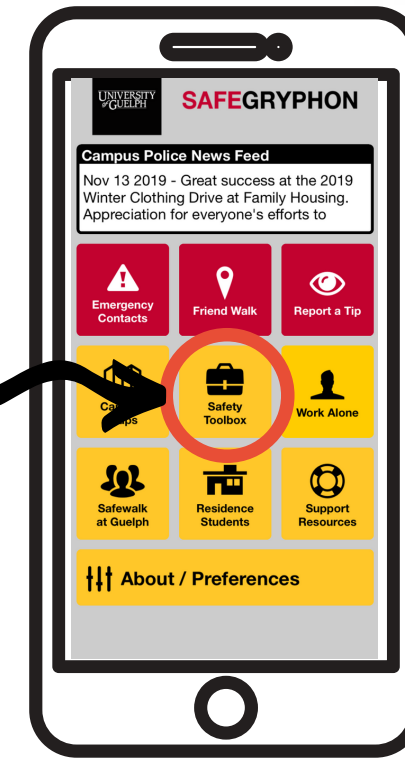 UNIVERSITY
of GUELPH
SAFEGRYPHON
Campus Police News Feed
Nov 13 2019 - Great success at the 2019
Winter Clothing Drive at Family Housing.
Appreciation for everyone's efforts to
Emergency
Contacts
Friend Walk
Report a Tip
Safety
Toolbox
Work Alone
Safewalk
at Guelph
Residence
Students
Support
Resources
About / Preferences